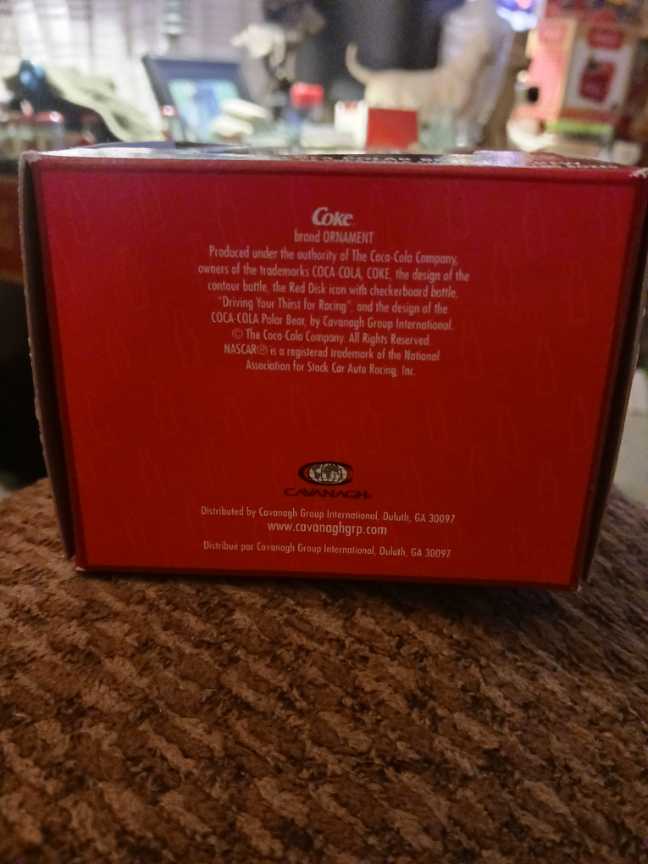 Coke
brand ORNAMENT
Produced under the authority of The Coca-Cola Company,
owners of the trademarks COCA-COLA, COKE, the design of the
contour bottle, the Red Disk icon with checkerboard bottle,
"Driving Your Thirst for Racing", and the design of the
COCA-COLA Polar Bear, by Cavanagh Group International.
© The Coca-Cola Company. All Rights Reserved.
NASCAR® is a registered trademark of the National
Association for Stock Car Auto Racing, Inc.
CAVANAGH
Distributed by Cavanagh Group International, Duluth, GA 30097
www.cavanaghgrp.com
Distribué par Cavanagh Group International, Duluth, GA 30097